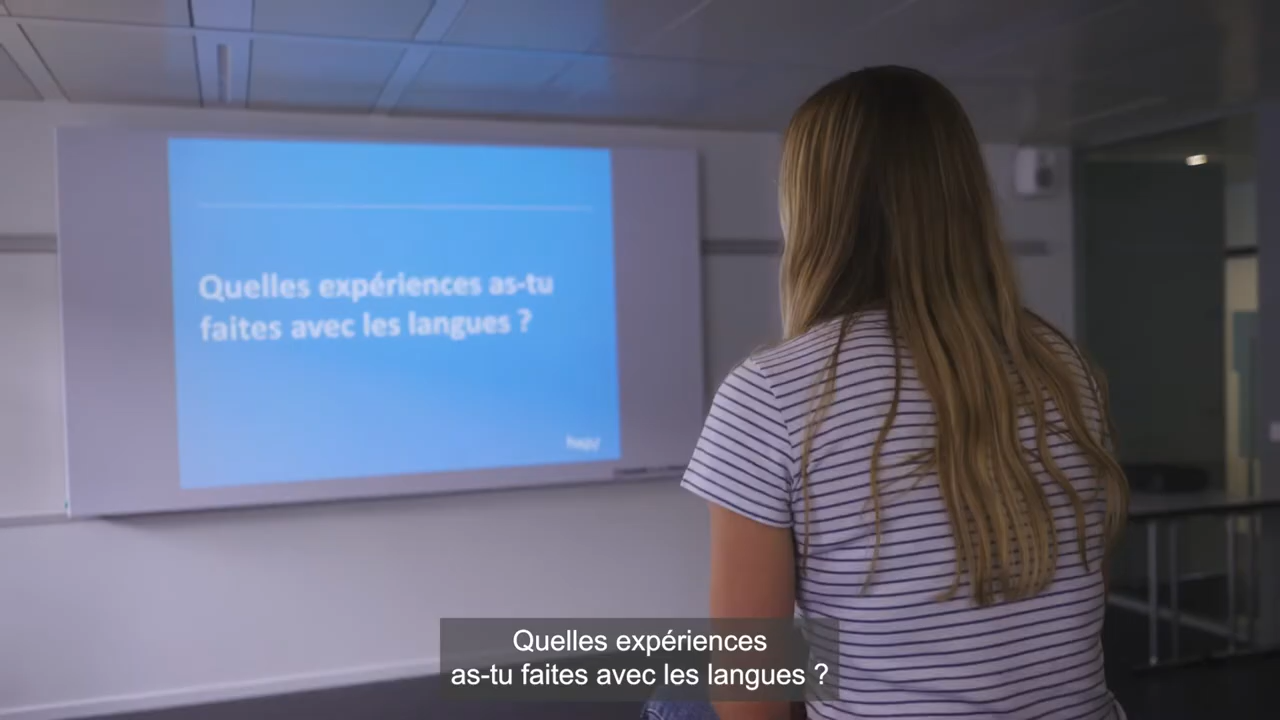 Quelles expériences as-tu
faites avec les langues ?
Quelles expériences
as-tu faites avec les langues ?